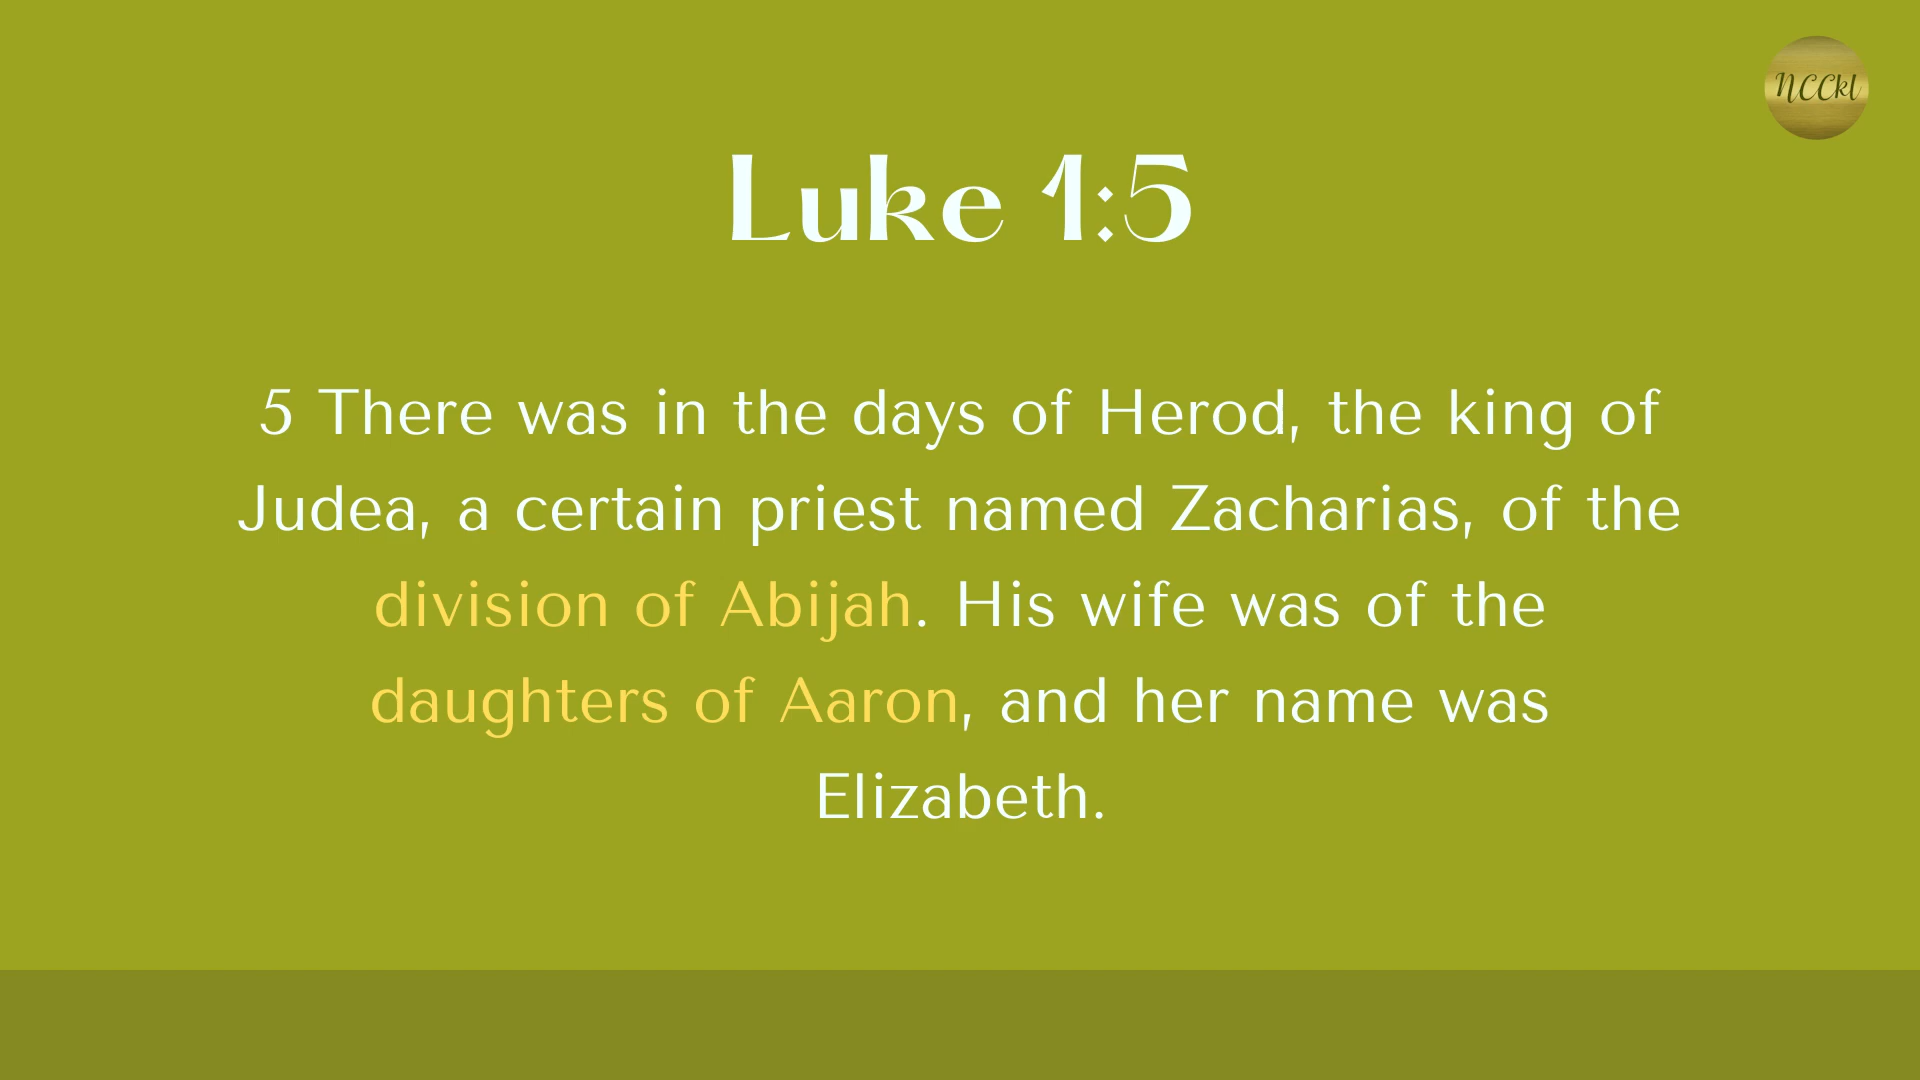 NCCkl
Luke 1:5
5 There was in the days of Herod, the king of
Judea, a certain priest named Zacharias, of the
division of Abijah. His wife was of the
daughters of Aaron, and her name was
Elizabeth.